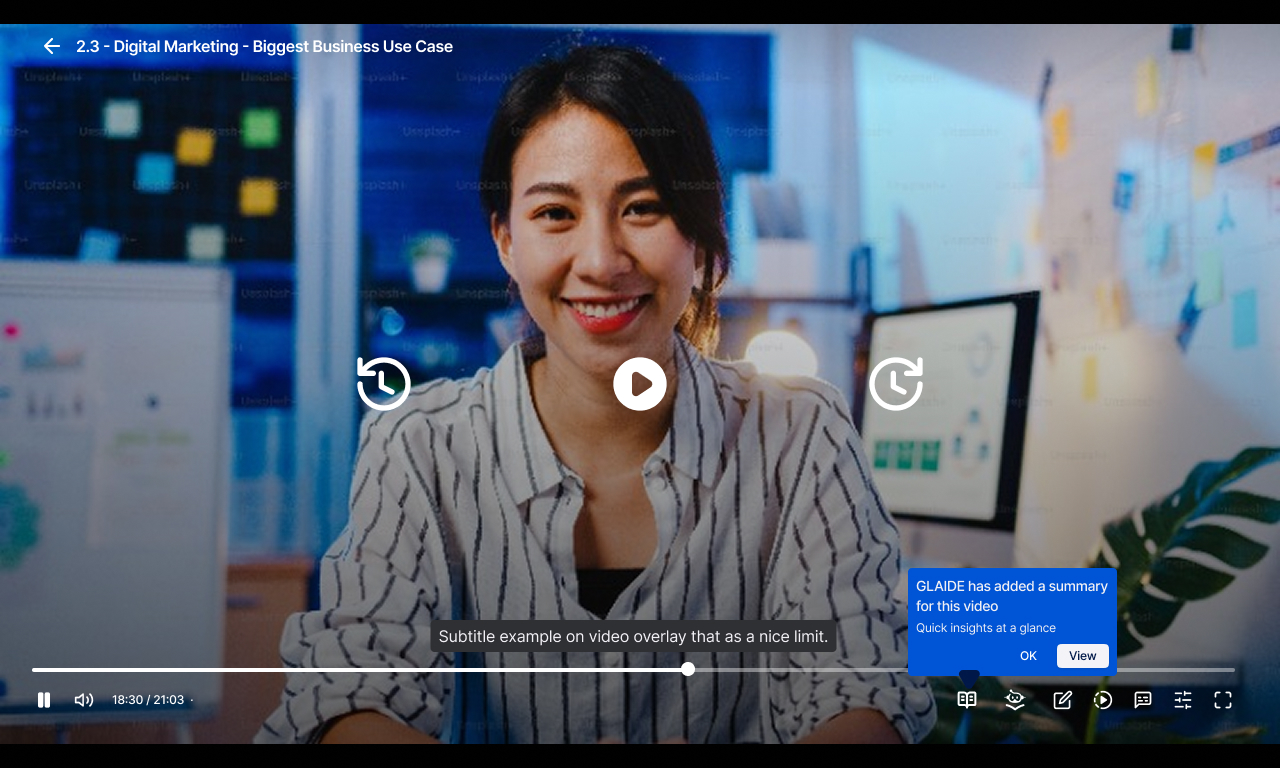 2.3 - Digital Marketing - Biggest Business Use Case
Unsplash+
GLAIDE has added a summary
for this video
Quick insights at a glance
OK View
Subtitle example on video overlay that as a nice limit.
18:30 / 21:03 ·